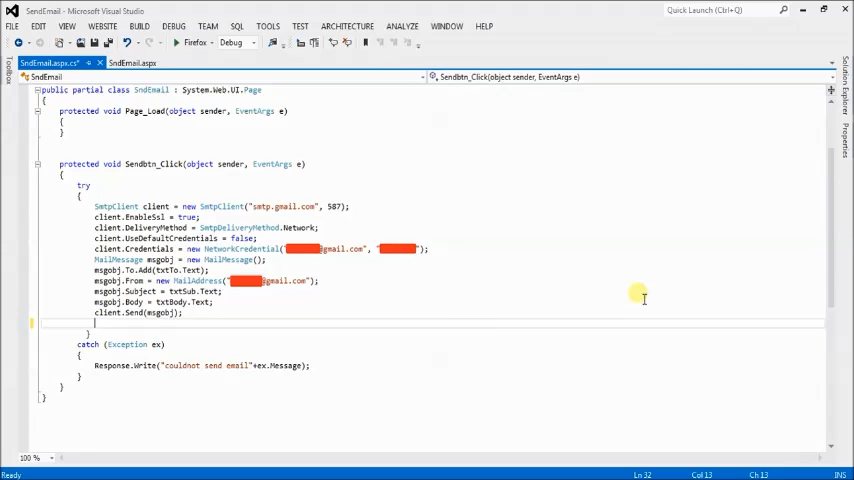 SendEmail - Microsoft Visual Studio
Quick Launch (Ctrl+Q)
FILE EDIT VIEW WEBSITE BUILD DEBUG TEAM SQL TOOLS TEST ARCHITECTURE ANALYZE WINDOW HELP
Firefox Debug
SndEmail.aspx.cs* SndEmail.aspx
SndEmail Sendbtn_Click(object sender, EventArgs e)
Toolbox
Solution Explorer
Properties
public partial class SndEmail : System.Web.UI.Page
{
protected void Page_Load(object sender, EventArgs e)
{
}
protected void Sendbtn_Click(object sender, EventArgs e)
{
try
{
SmtpClient client = new SmtpClient("smtp.gmail.com", 587);
client.EnableSsl = true;
client.DeliveryMethod = SmtpDeliveryMethod.Network;
client.UseDefaultCredentials = false;
client.Credentials = new NetworkCredential("@gmail.com", "");
MailMessage msgobj = new MailMessage();
msgobj.To.Add(txtTo.Text);
msgobj.From = new MailAddress("@gmail.com");
msgobj.Subject = txtSub.Text;
msgobj.Body = txtBody.Text;
client.Send(msgobj);
}
catch (Exception ex)
{
Response.Write("couldnot send email"+ex.Message);
}
}
}
100 %
Ready Ln 32 Col 13 Ch 13 INS